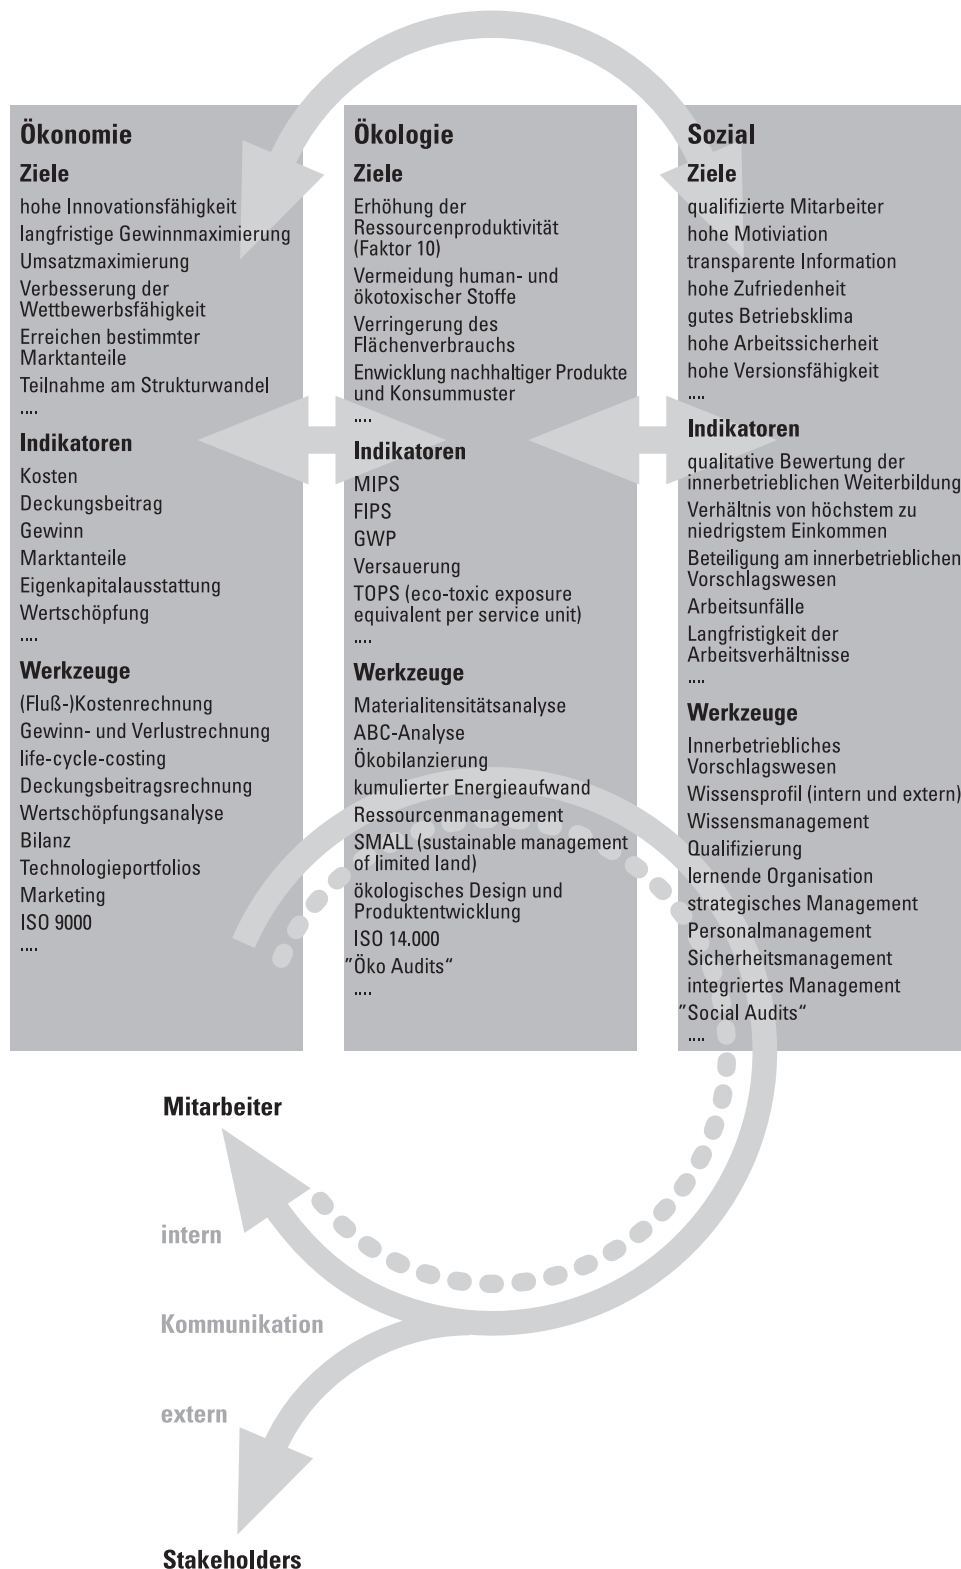 Ökonomie
Ziele
hohe Innovationsfähigkeit
langfristige Gewinnmaximierung
Umsatzmaximierung
Verbesserung der
Wettbewerbsfähigkeit
Erreichen bestimmter
Marktanteile
Teilnahme am Strukturwandel
....
Indikatoren
Kosten
Deckungsbeitrag
Gewinn
Marktanteile
Eigenkapitalausstattung
Wertschöpfung
....
Werkzeuge
(Fluß-)Kostenrechnung
Gewinn- und Verlustrechnung
life-cycle-costing
Deckungsbeitragsrechnung
Wertschöpfungsanalyse
Bilanz
Technologieportfolios
Marketing
ISO 9000
....
Ökologie
Ziele
Erhöhung der
Ressourcenproduktivität
(Faktor 10)
Vermeidung human- und
ökotoxischer Stoffe
Verringerung des
Flächenverbrauchs
Enwicklung nachhaltiger Produkte
und Konsummuster
....
Indikatoren
MIPS
FIPS
GWP
Versauerung
TOPS (eco-toxic exposure
equivalent per service unit)
....
Werkzeuge
Materialitensitätsanalyse
ABC-Analyse
Ökobilanzierung
kumulierter Energieaufwand
Ressourcenmanagement
SMALL (sustainable management
of limited land)
ökologisches Design und
Produktentwicklung
ISO 14.000
”Öko Audits“
....
Sozial
Ziele
qualifizierte Mitarbeiter
hohe Motiviation
transparente Information
hohe Zufriedenheit
gutes Betriebsklima
hohe Arbeitssicherheit
hohe Versionsfähigkeit
....
Indikatoren
qualitative Bewertung der
innerbetrieblichen Weiterbildung
Verhältnis von höchstem zu
niedrigstem Einkommen
Beteiligung am innerbetrieblichen
Vorschlagswesen
Arbeitsunfälle
Langfristigkeit der
Arbeitsverhältnisse
....
Werkzeuge
Innerbetriebliches
Vorschlagswesen
Wissensprofil (intern und extern)
Wissensmanagement
Qualifizierung
lernende Organisation
strategisches Management
Personalmanagement
Sicherheitsmanagement
integriertes Management
”Social Audits“
....
Mitarbeiter
intern
Kommunikation
extern
Stakeholders